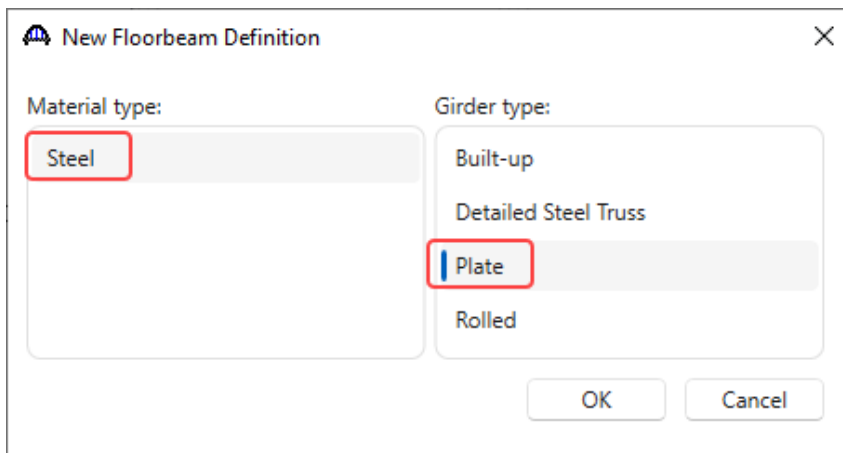 New Floorbeam Definition
Material type:
Girder type:
Steel
Built-up
Detailed Steel Truss
Plate
Rolled
OK
Cancel